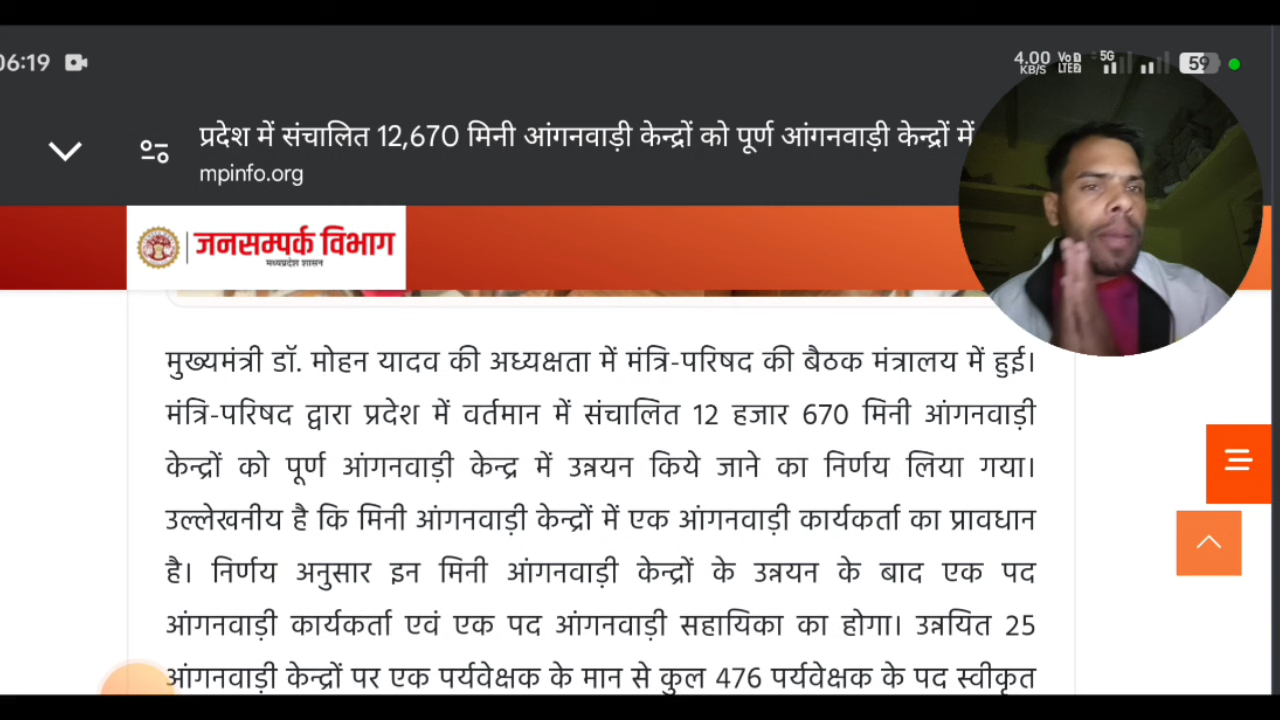 06:19
4.00 KB/S Vo LTE2 5G 59
प्रदेश में संचालित 12,670 मिनी आंगनवाड़ी केन्द्रों को पूर्ण आंगनवाड़ी केन्द्रों में
mpinfo.org
जनसम्पर्क विभाग
मध्यप्रदेश शासन
मुख्यमंत्री डॉ. मोहन यादव की अध्यक्षता में मंत्रि-परिषद की बैठक मंत्रालय में हुई।
मंत्रि-परिषद द्वारा प्रदेश में वर्तमान में संचालित 12 हजार 670 मिनी आंगनवाड़ी
केन्द्रों को पूर्ण आंगनवाड़ी केन्द्र में उन्नयन किये जाने का निर्णय लिया गया।
उल्लेखनीय है कि मिनी आंगनवाड़ी केन्द्रों में एक आंगनवाड़ी कार्यकर्ता का प्रावधान
है। निर्णय अनुसार इन मिनी आंगनवाड़ी केन्द्रों के उन्नयन के बाद एक पद
आंगनवाड़ी कार्यकर्ता एवं एक पद आंगनवाड़ी सहायिका का होगा। उन्नयित 25
आंगनवाड़ी केन्द्रों पर एक पर्यवेक्षक के मान से कुल 476 पर्यवेक्षक के पद स्वीकृत